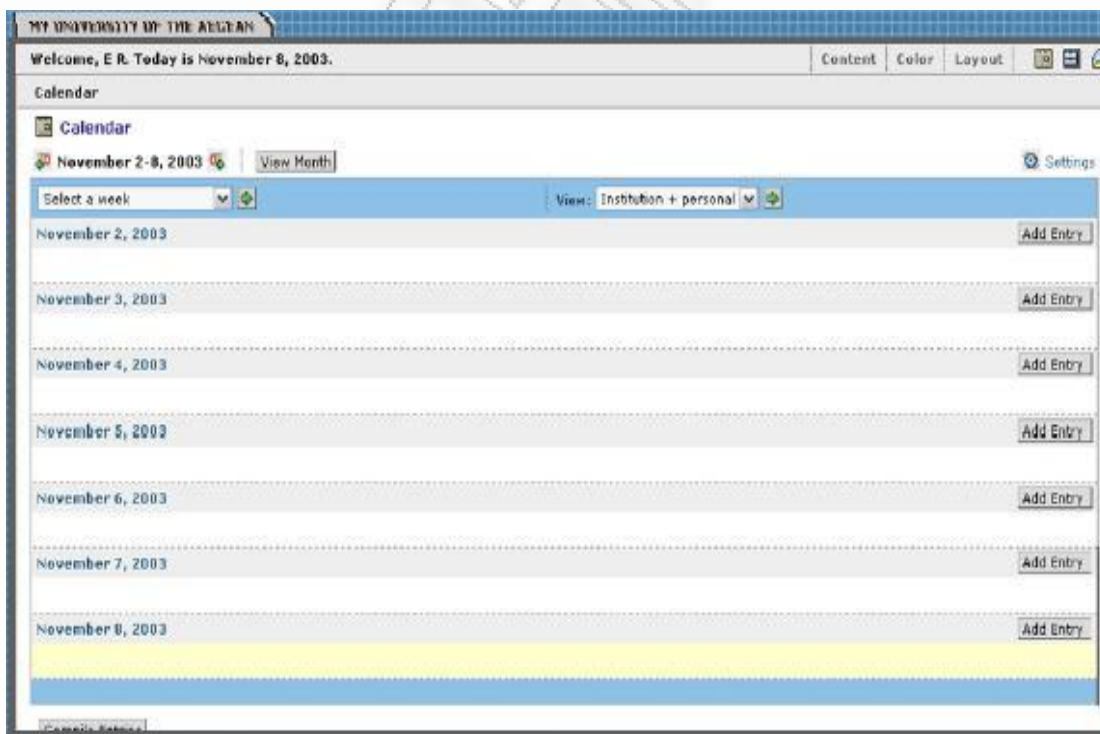 MY UNIVERSITY OF THE AEGEAN
Welcome, E R. Today is November 8, 2003. Content Color Layout
Calendar
Calendar
November 2-8, 2003 View Month Settings
Select a week View: Institution + personal
November 2, 2003 Add Entry
November 3, 2003 Add Entry
November 4, 2003 Add Entry
November 5, 2003 Add Entry
November 6, 2003 Add Entry
November 7, 2003 Add Entry
November 8, 2003 Add Entry
Compile Entries